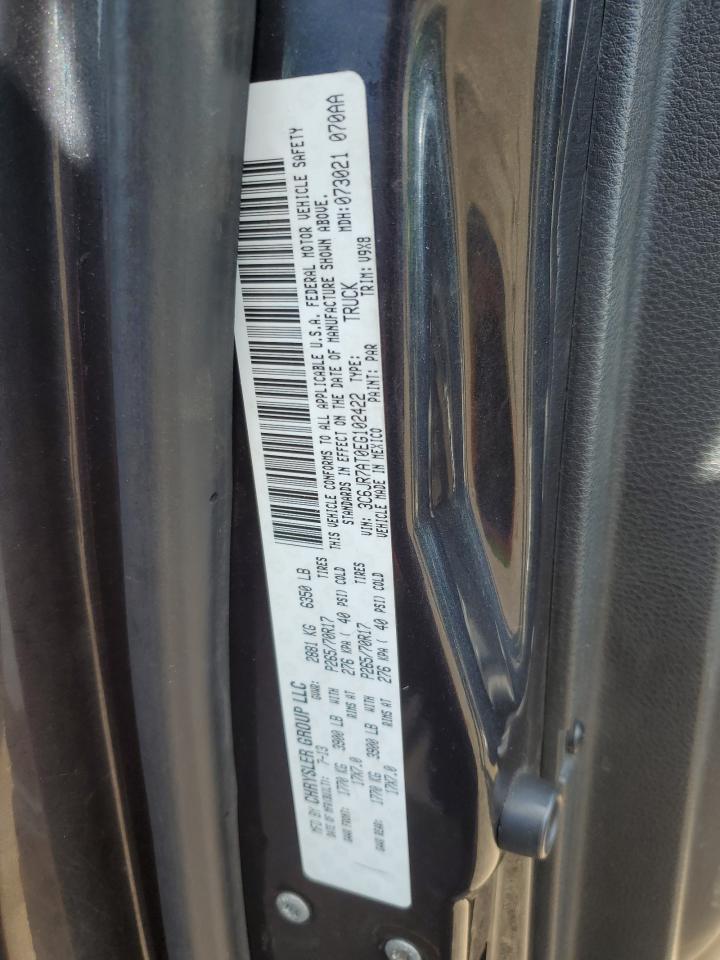 MFD BY: CHRYSLER GROUP LLC
DATE OF MFR(BUILT): 7-13 GVWR: 2881 KG 6350 LB
GAWR FRONT: 1770 KG 3900 LB WITH P265/70R17 TIRES
17X7.0 RIMS AT 276 KPA ( 40 PSI) COLD
GAWR REAR: 1770 KG 3900 LB WITH P265/70R17 TIRES
17X7.0 RIMS AT 276 KPA ( 40 PSI) COLD
THIS VEHICLE CONFORMS TO ALL APPLICABLE U.S.A. FEDERAL MOTOR VEHICLE SAFETY
STANDARDS IN EFFECT ON THE DATE OF MANUFACTURE SHOWN ABOVE.
VIN: 3C6JR7AT0EG102422 TYPE: TRUCK MDH:073021 070AA
VEHICLE MADE IN MEXICO PAINT: PAR TRIM: V9X8